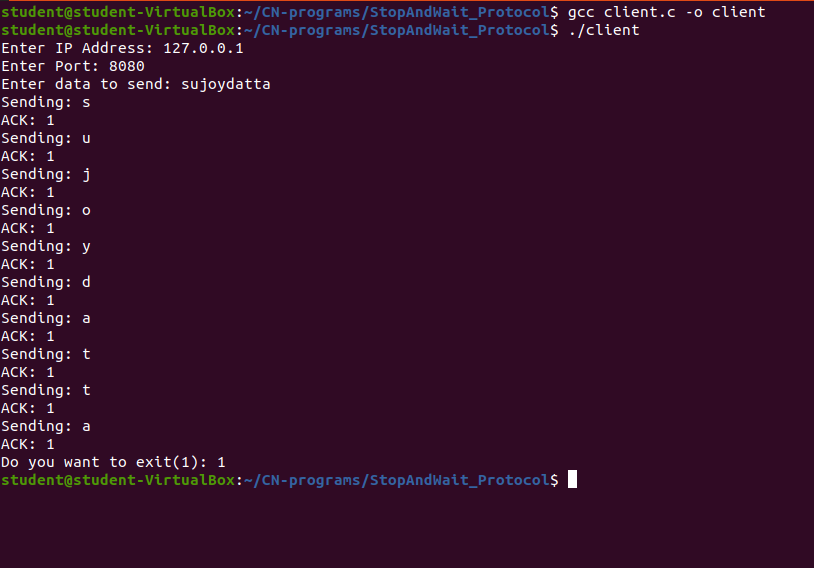 student@student-VirtualBox:~/CN-programs/StopAndWait_Protocol$ gcc client.c -o client
student@student-VirtualBox:~/CN-programs/StopAndWait_Protocol$ ./client
Enter IP Address: 127.0.0.1
Enter Port: 8080
Enter data to send: sujoydatta
Sending: s
ACK: 1
Sending: u
ACK: 1
Sending: j
ACK: 1
Sending: o
ACK: 1
Sending: y
ACK: 1
Sending: d
ACK: 1
Sending: a
ACK: 1
Sending: t
ACK: 1
Sending: t
ACK: 1
Sending: a
ACK: 1
Do you want to exit(1): 1
student@student-VirtualBox:~/CN-programs/StopAndWait_Protocol$